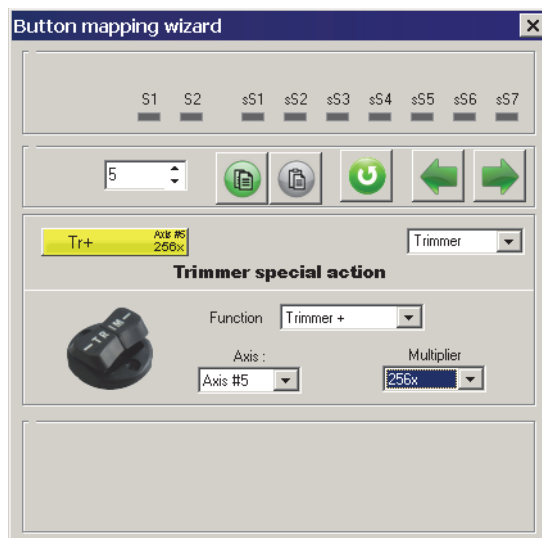 Button mapping wizard
S1 S2 sS1 sS2 sS3 sS4 sS5 sS6 sS7
5
Tr+ Axis #5 256x Trimmer
Trimmer special action
–TRIM–
Function Trimmer +
Axis : Multiplier
Axis #5 256x